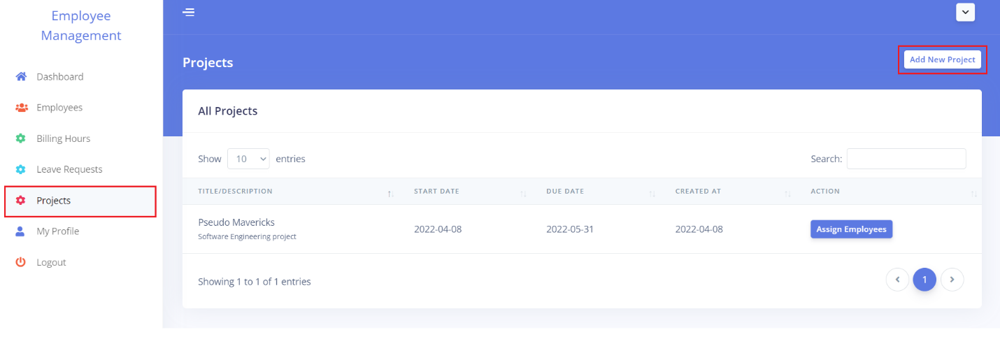 Employee
Management
Dashboard
Employees
Billing Hours
Leave Requests
Projects
My Profile
Logout
Projects
Add New Project
All Projects
Show 10 entries
Search:
TITLE/DESCRIPTION START DATE DUE DATE CREATED AT ACTION
Pseudo Mavericks
Software Engineering project
2022-04-08 2022-05-31 2022-04-08 Assign Employees
Showing 1 to 1 of 1 entries
1